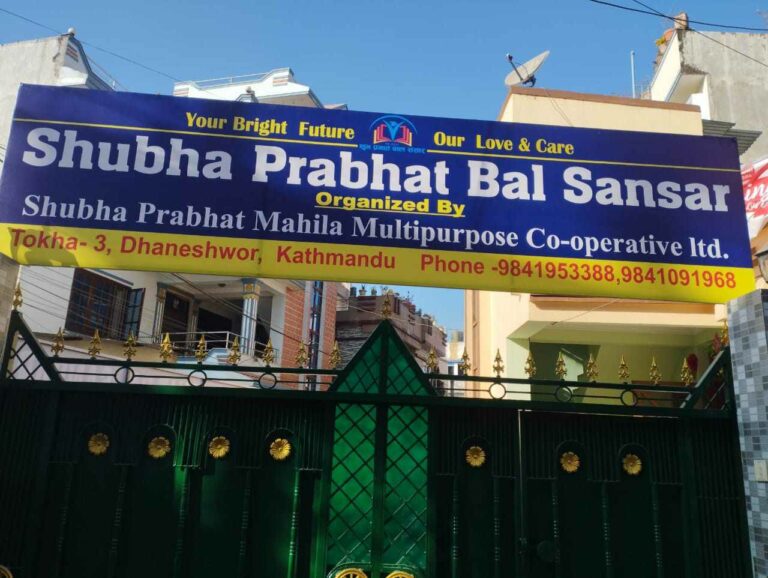 Your Bright Future Our Love & Care
शुभ प्रभात बाल संसार
Shubha Prabhat Bal Sansar
Organized By
Shubha Prabhat Mahila Multipurpose Co-operative ltd.
Tokha- 3, Dhaneshwor, Kathmandu Phone -9841953388,9841091968